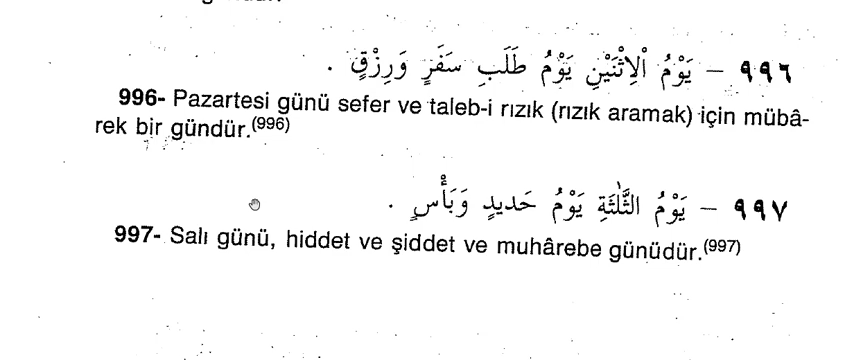 ٩٩٦ – يَوْمُ الْاِثْنَيْنِ يَوْمُ طَلَبِ سَفَرٍ وَرِزْقٍ .
996- Pazartesi günü sefer ve taleb-i rızık (rızık aramak) için mübâ-
rek bir gündür.(996)
٩٩٧ – يَوْمُ الثَّلٰثَةِ يَوْمُ حَديدٍ وَبَأْسٍ .
997- Salı günü, hiddet ve şiddet ve muhârebe günüdür.(997)